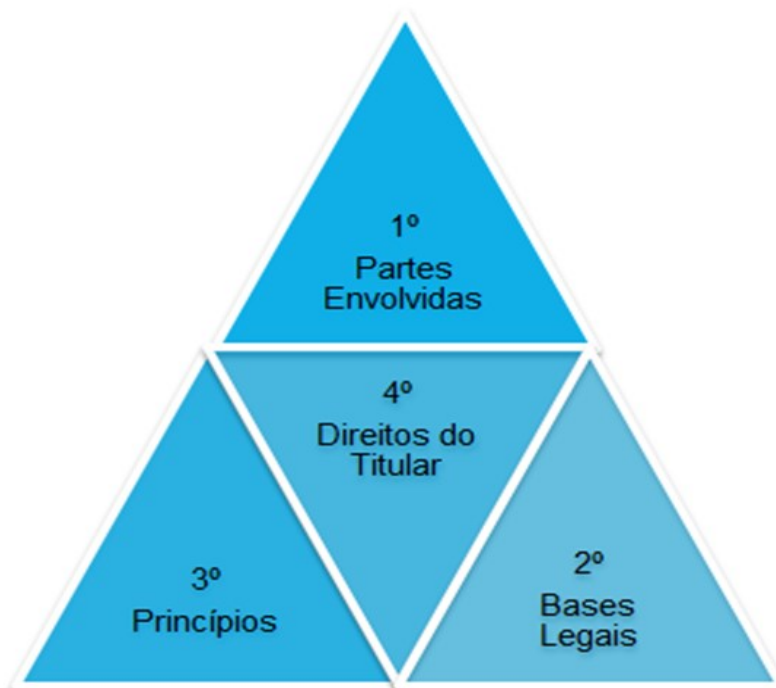 1º
Partes
Envolvidas
4º
Direitos do
Titular
3º
Princípios
2º
Bases
Legais